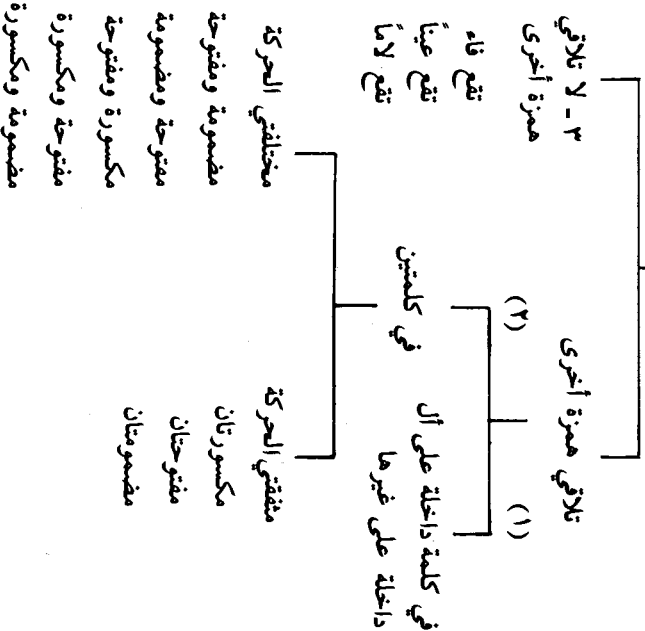 تلاقي همزة أخرى
٣ - لا تلاقي
همزة أخرى
(١)
في كلمة داخلة على أل
داخلة على غيرها
(٢)
في كلمتين
تقع فاء
تقع عيناً
تقع لاماً
متفقتي الحركة
مكسورتان
مفتوحتان
مضمومتان
مختلفتي الحركة
مضمومة ومفتوحة
مفتوحة ومضمومة
مكسورة ومفتوحة
مفتوحة ومكسورة
مضمومة ومكسورة